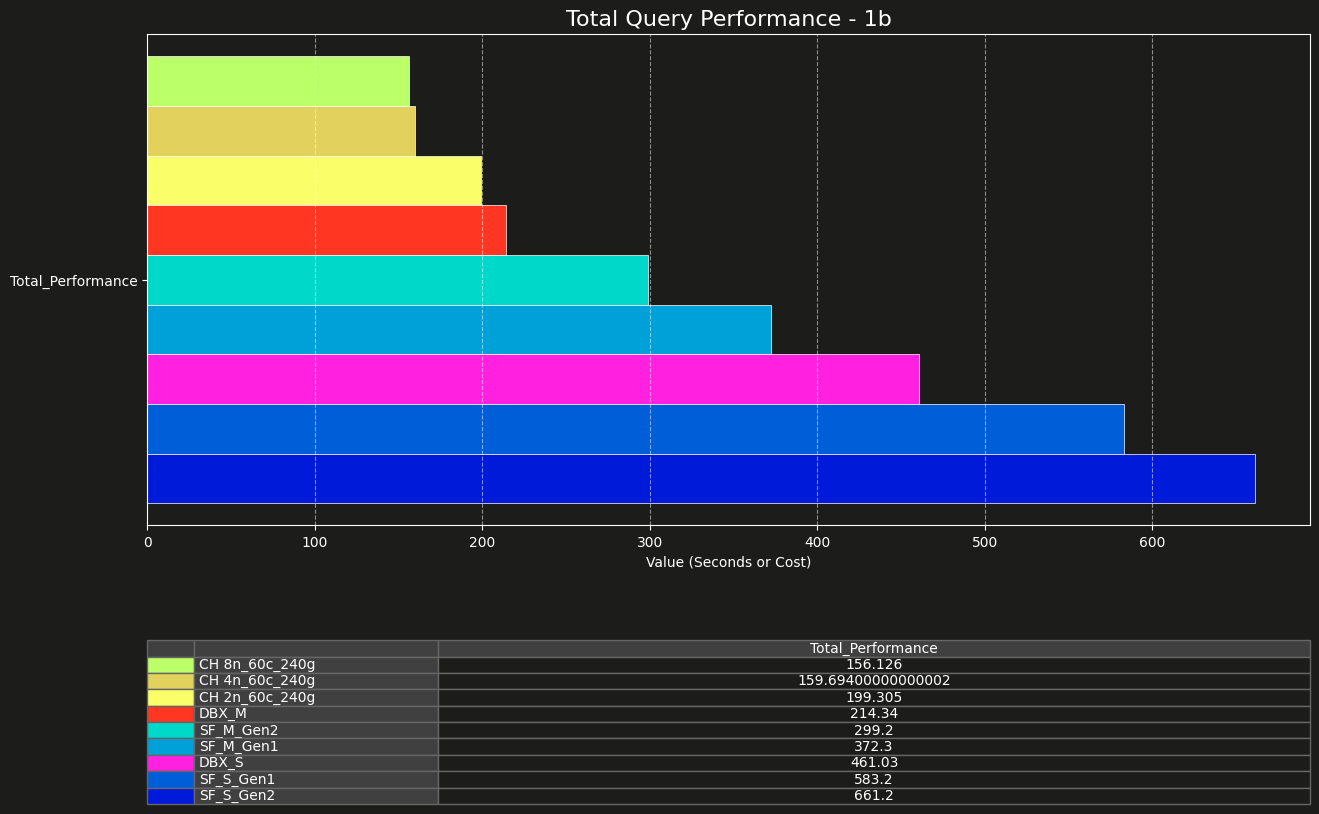 Total Query Performance - 1b
Total_Performance
0 100 200 300 400 500 600
Value (Seconds or Cost)
Total_Performance
CH 8n_60c_240g 156.126
CH 4n_60c_240g 159.69400000000002
CH 2n_60c_240g 199.305
DBX_M 214.34
SF_M_Gen2 299.2
SF_M_Gen1 372.3
DBX_S 461.03
SF_S_Gen1 583.2
SF_S_Gen2 661.2